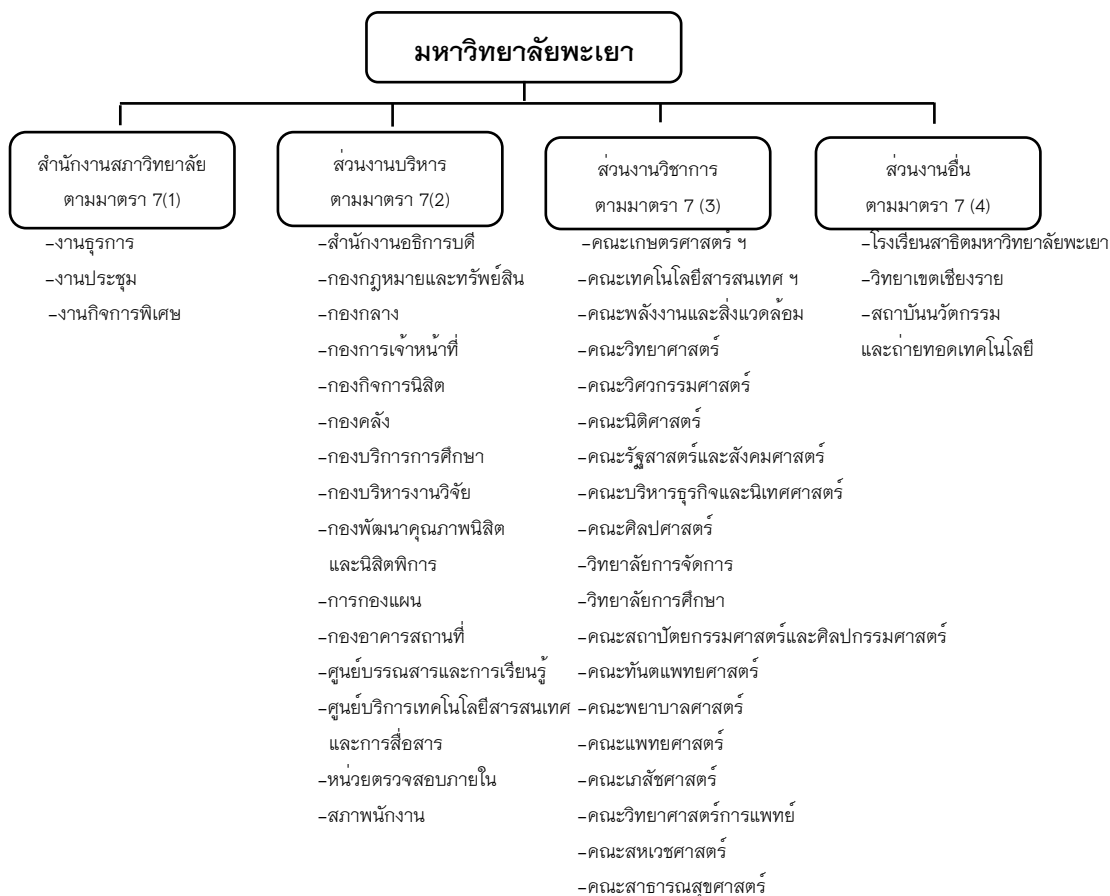 มหาวิทยาลัยพะเยา
สำนักงานสภาวิทยาลัย
ตามมาตรา 7(1)
-งานธุรการ
-งานประชุม
-งานกิจการพิเศษ
ส่วนงานบริหาร
ตามมาตรา 7(2)
-สำนักงานอธิการบดี
-กองกฎหมายและทรัพย์สิน
-กองกลาง
-กองการเจ้าหน้าที่
-กองกิจการนิสิต
-กองคลัง
-กองบริการการศึกษา
-กองบริหารงานวิจัย
-กองพัฒนาคุณภาพนิสิต
และนิสิตพิการ
-การกองแผน
-กองอาคารสถานที่
-ศูนย์บรรณสารและการเรียนรู้
-ศูนย์บริการเทคโนโลยีสารสนเทศ
และการสื่อสาร
-หน่วยตรวจสอบภายใน
-สภาพนักงาน
ส่วนงานวิชาการ
ตามมาตรา 7 (3)
-คณะเกษตรศาสตร์ ฯ
-คณะเทคโนโลยีสารสนเทศ ฯ
-คณะพลังงานและสิ่งแวดล้อม
-คณะวิทยาศาสตร์
-คณะวิศวกรรมศาสตร์
-คณะนิติศาสตร์
-คณะรัฐสาสตร์และสังคมศาสตร์
-คณะบริหารธุรกิจและนิเทศศาสตร์
-คณะศิลปศาสตร์
-วิทยาลัยการจัดการ
-วิทยาลัยการศึกษา
-คณะสถาปัตยกรรมศาสตร์และศิลปกรรมศาสตร์
-คณะทันตแพทยศาสตร์
-คณะพยาบาลศาสตร์
-คณะแพทยศาสตร์
-คณะเภสัชศาสตร์
-คณะวิทยาศาสตร์การแพทย์
-คณะสหเวชศาสตร์
-คณะสาธารณสุขศาสตร์
ส่วนงานอื่น
ตามมาตรา 7 (4)
-โรงเรียนสาธิตมหาวิทยาลัยพะเยา
-วิทยาเขตเชียงราย
-สถาบันนวัตกรรม
และถ่ายทอดเทคโนโลยี